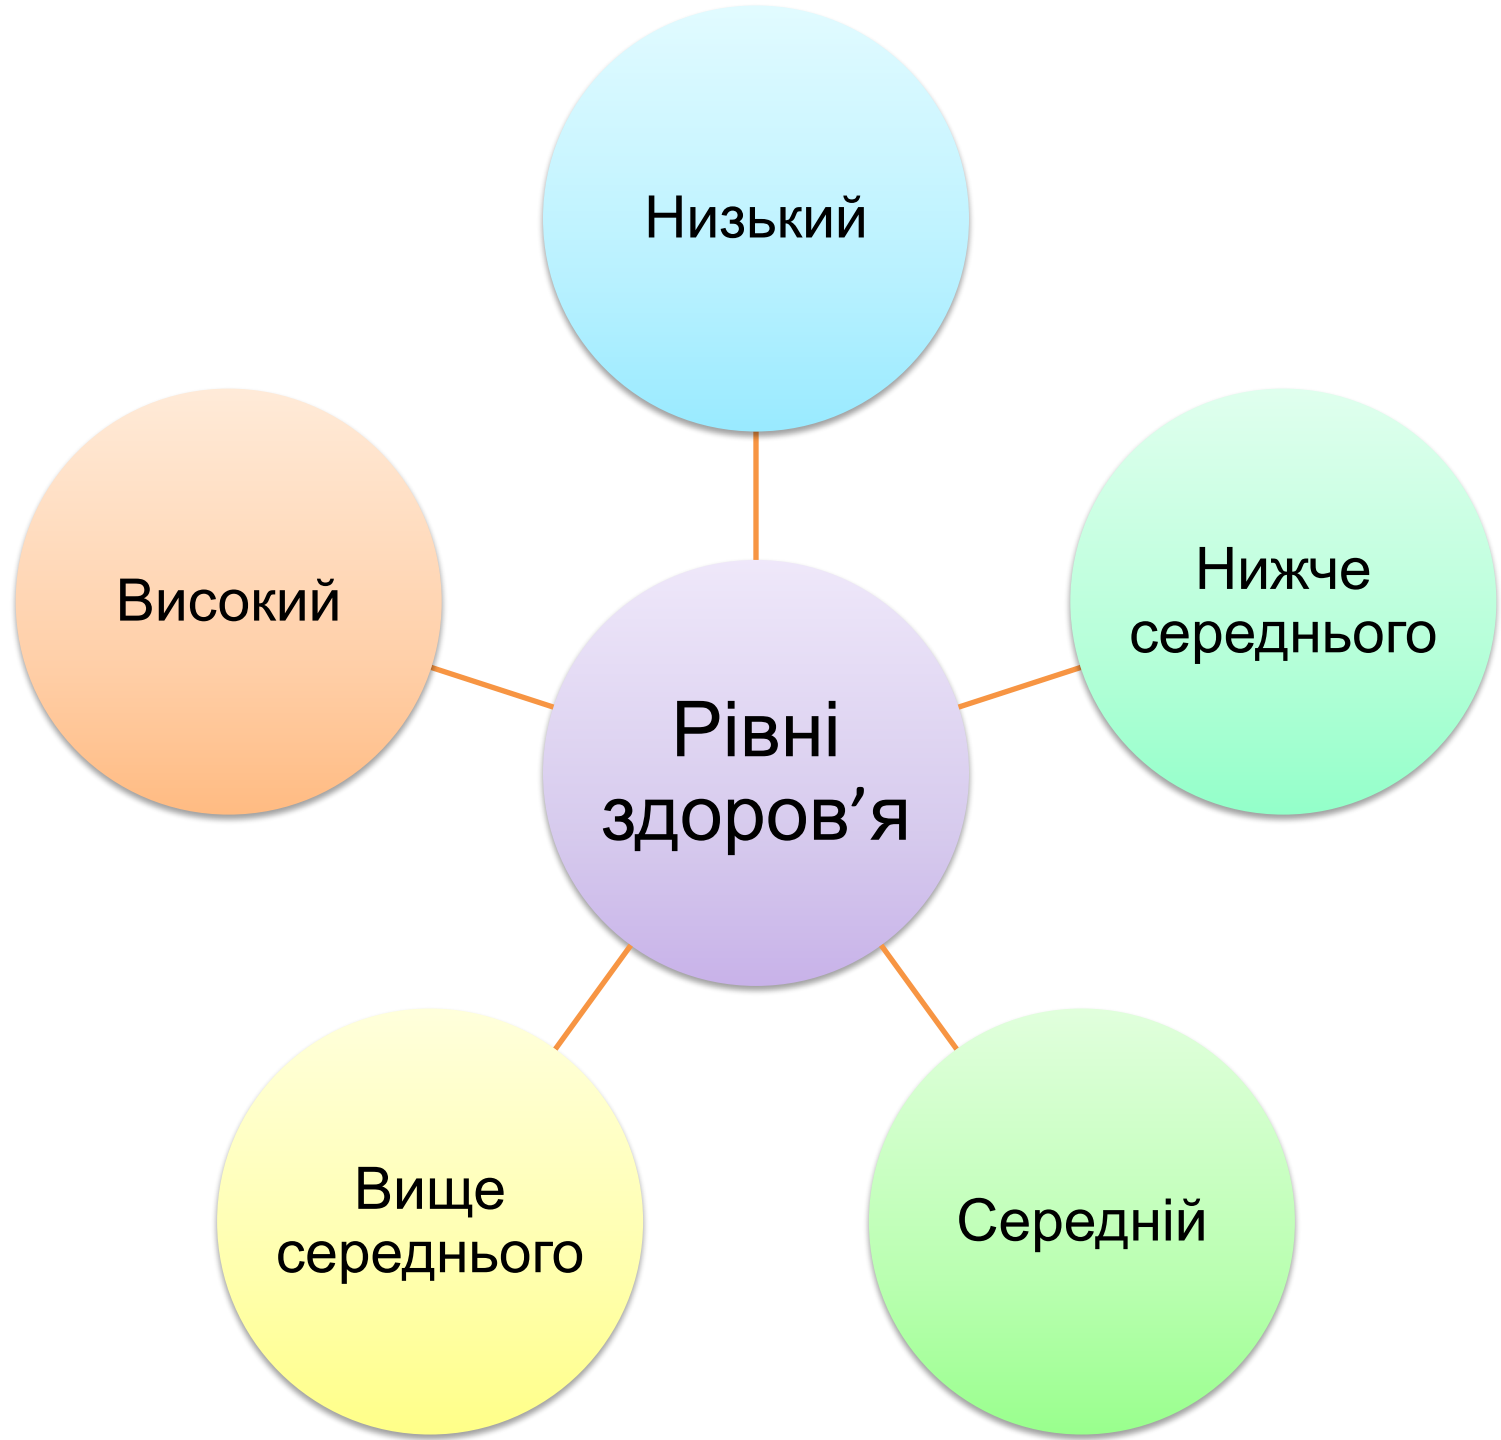 Низький
Нижче
середнього
Середній
Вище
середнього
Високий
Рівні
здоров’я